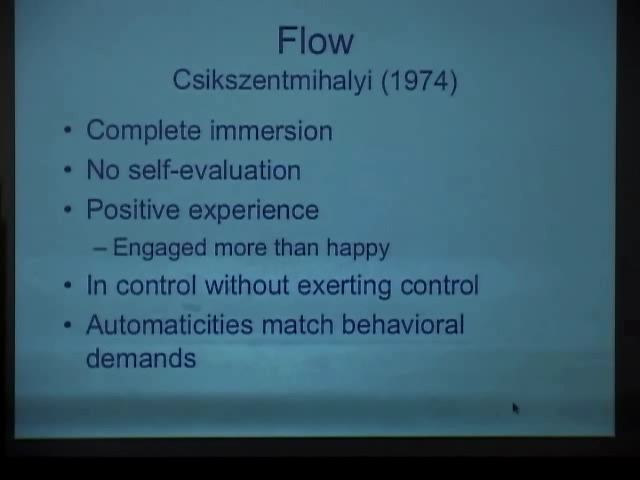 Flow
Csikszentmihalyi (1974)
• Complete immersion
• No self-evaluation
• Positive experience
– Engaged more than happy
• In control without exerting control
• Automaticities match behavioral
demands